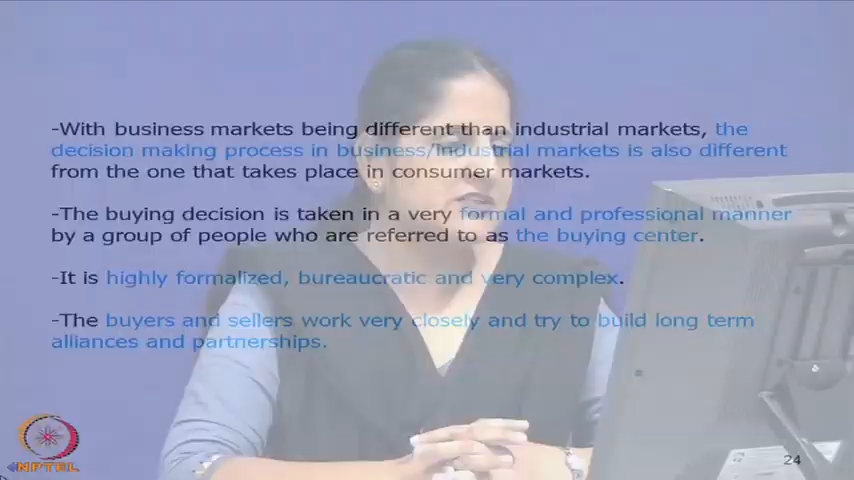 -With business markets being different than industrial markets, the
decision making process in business/industrial markets is also different
from the one that takes place in consumer markets.
-The buying decision is taken in a very formal and professional manner
by a group of people who are referred to as the buying center.
-It is highly formalized, bureaucratic and very complex.
-The buyers and sellers work very closely and try to build long term
alliances and partnerships.
NPTEL
24